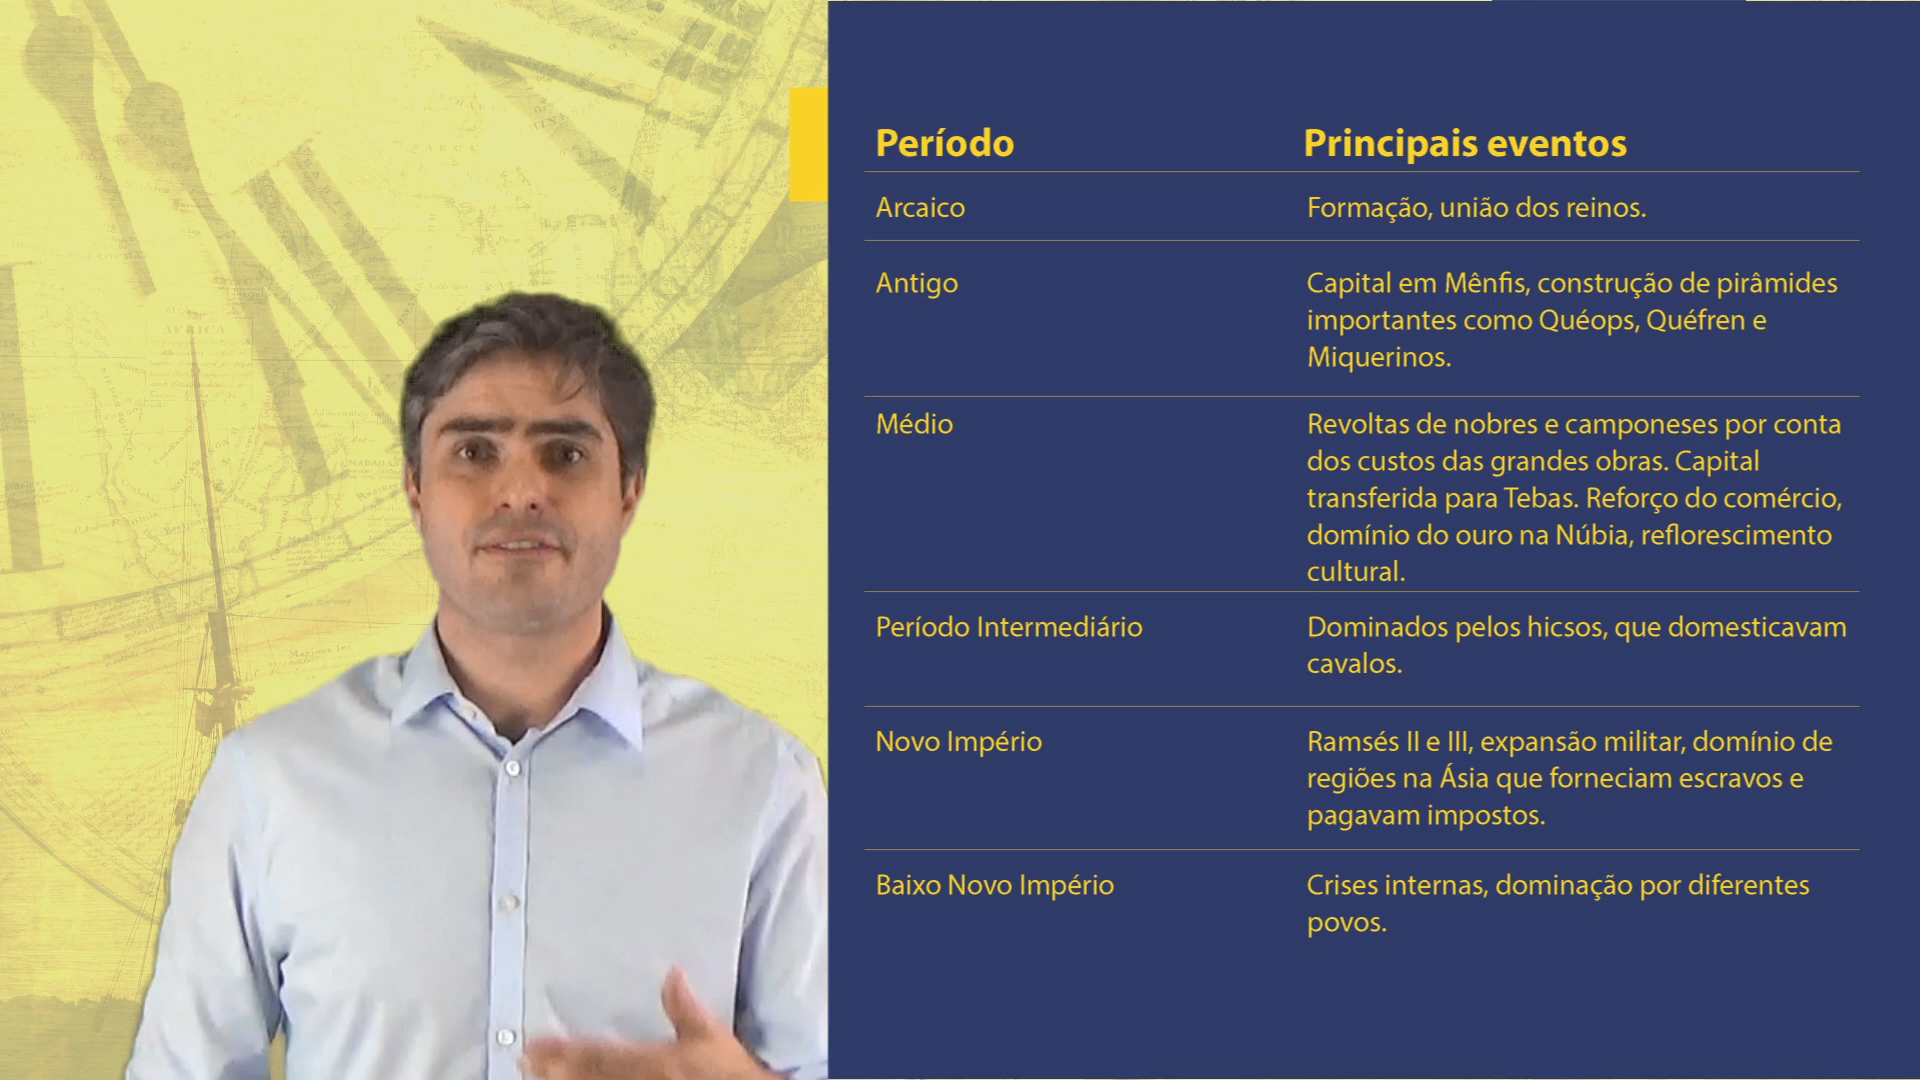 Período
Principais eventos
Arcaico
Formação, união dos reinos.
Antigo
Capital em Mênfis, construção de pirâmides
importantes como Quéops, Quéfren e
Miquerinos.
Médio
Revoltas de nobres e camponeses por conta
dos custos das grandes obras. Capital
transferida para Tebas. Reforço do comércio,
domínio do ouro na Núbia, reflorescimento
cultural.
Período Intermediário
Dominados pelos hicsos, que domesticavam
cavalos.
Novo Império
Ramsés II e III, expansão militar, domínio de
regiões na Ásia que forneciam escravos e
pagavam impostos.
Baixo Novo Império
Crises internas, dominação por diferentes
povos.
AFRICA